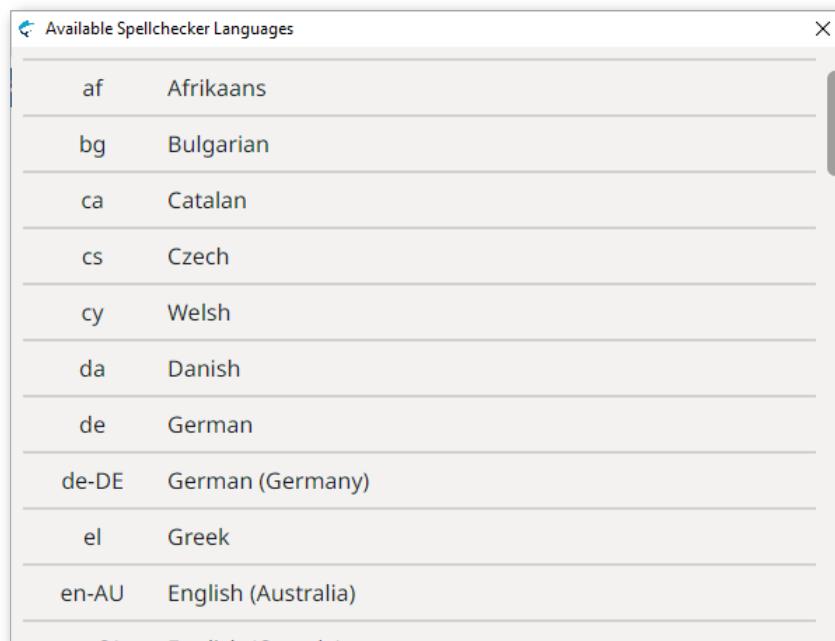 Available Spellchecker Languages
af Afrikaans
bg Bulgarian
ca Catalan
cs Czech
cy Welsh
da Danish
de German
de-DE German (Germany)
el Greek
en-AU English (Australia)